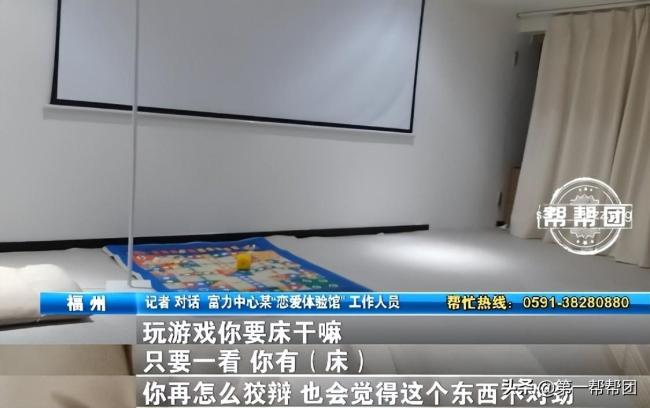 帮帮团
福州
记者 对话 富力中心某“恋爱体验馆”工作人员
帮忙热线：0591-38280880
玩游戏你要床干嘛
只要一看 你有（床）
你再怎么狡辩 也会觉得这个东西不对劲
头条@第一帮帮团